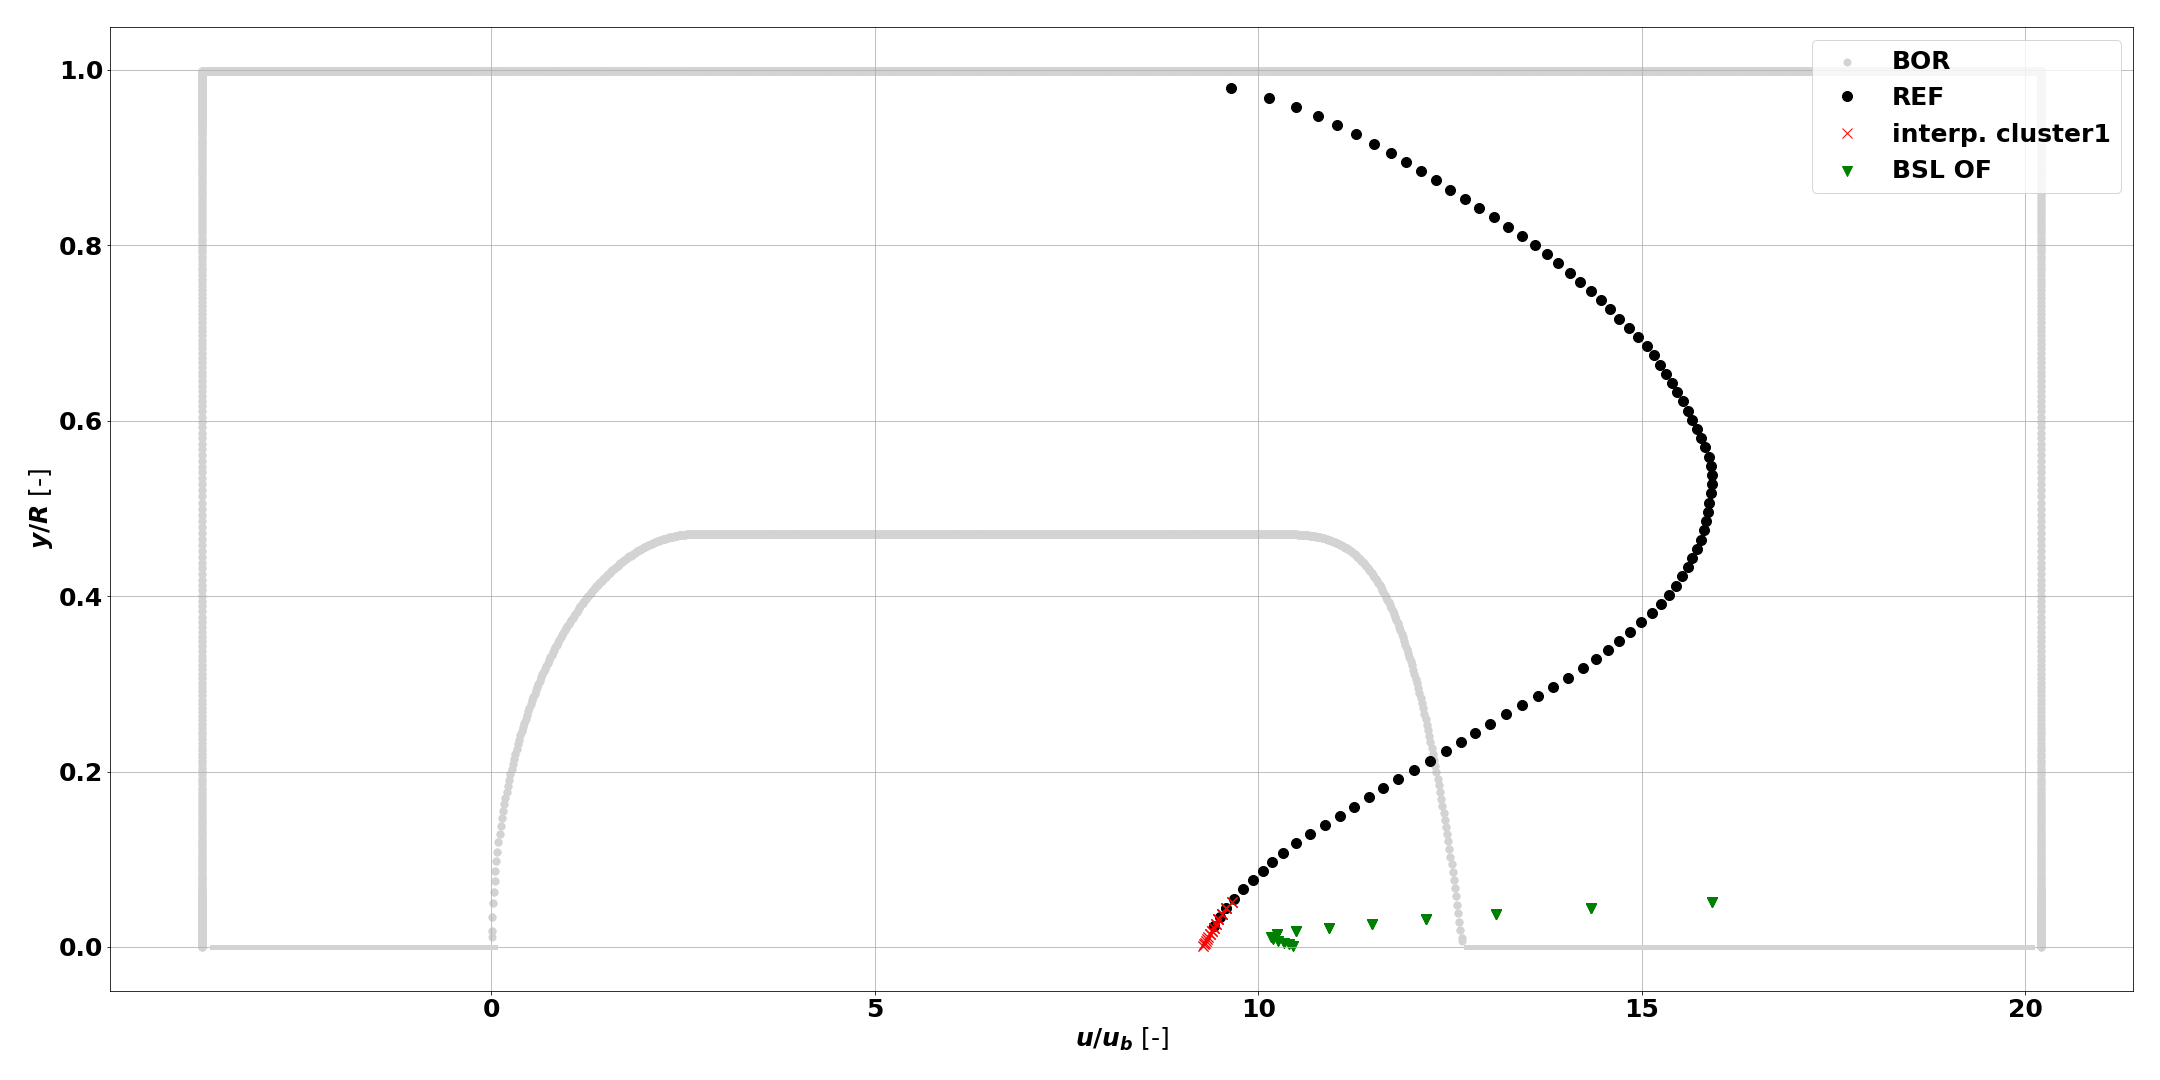 BOR
REF
interp. cluster1
BSL OF
1.0
0.8
0.6
0.4
0.2
0.0
y/R [-]
0 5 10 15 20
u/u_b [-]